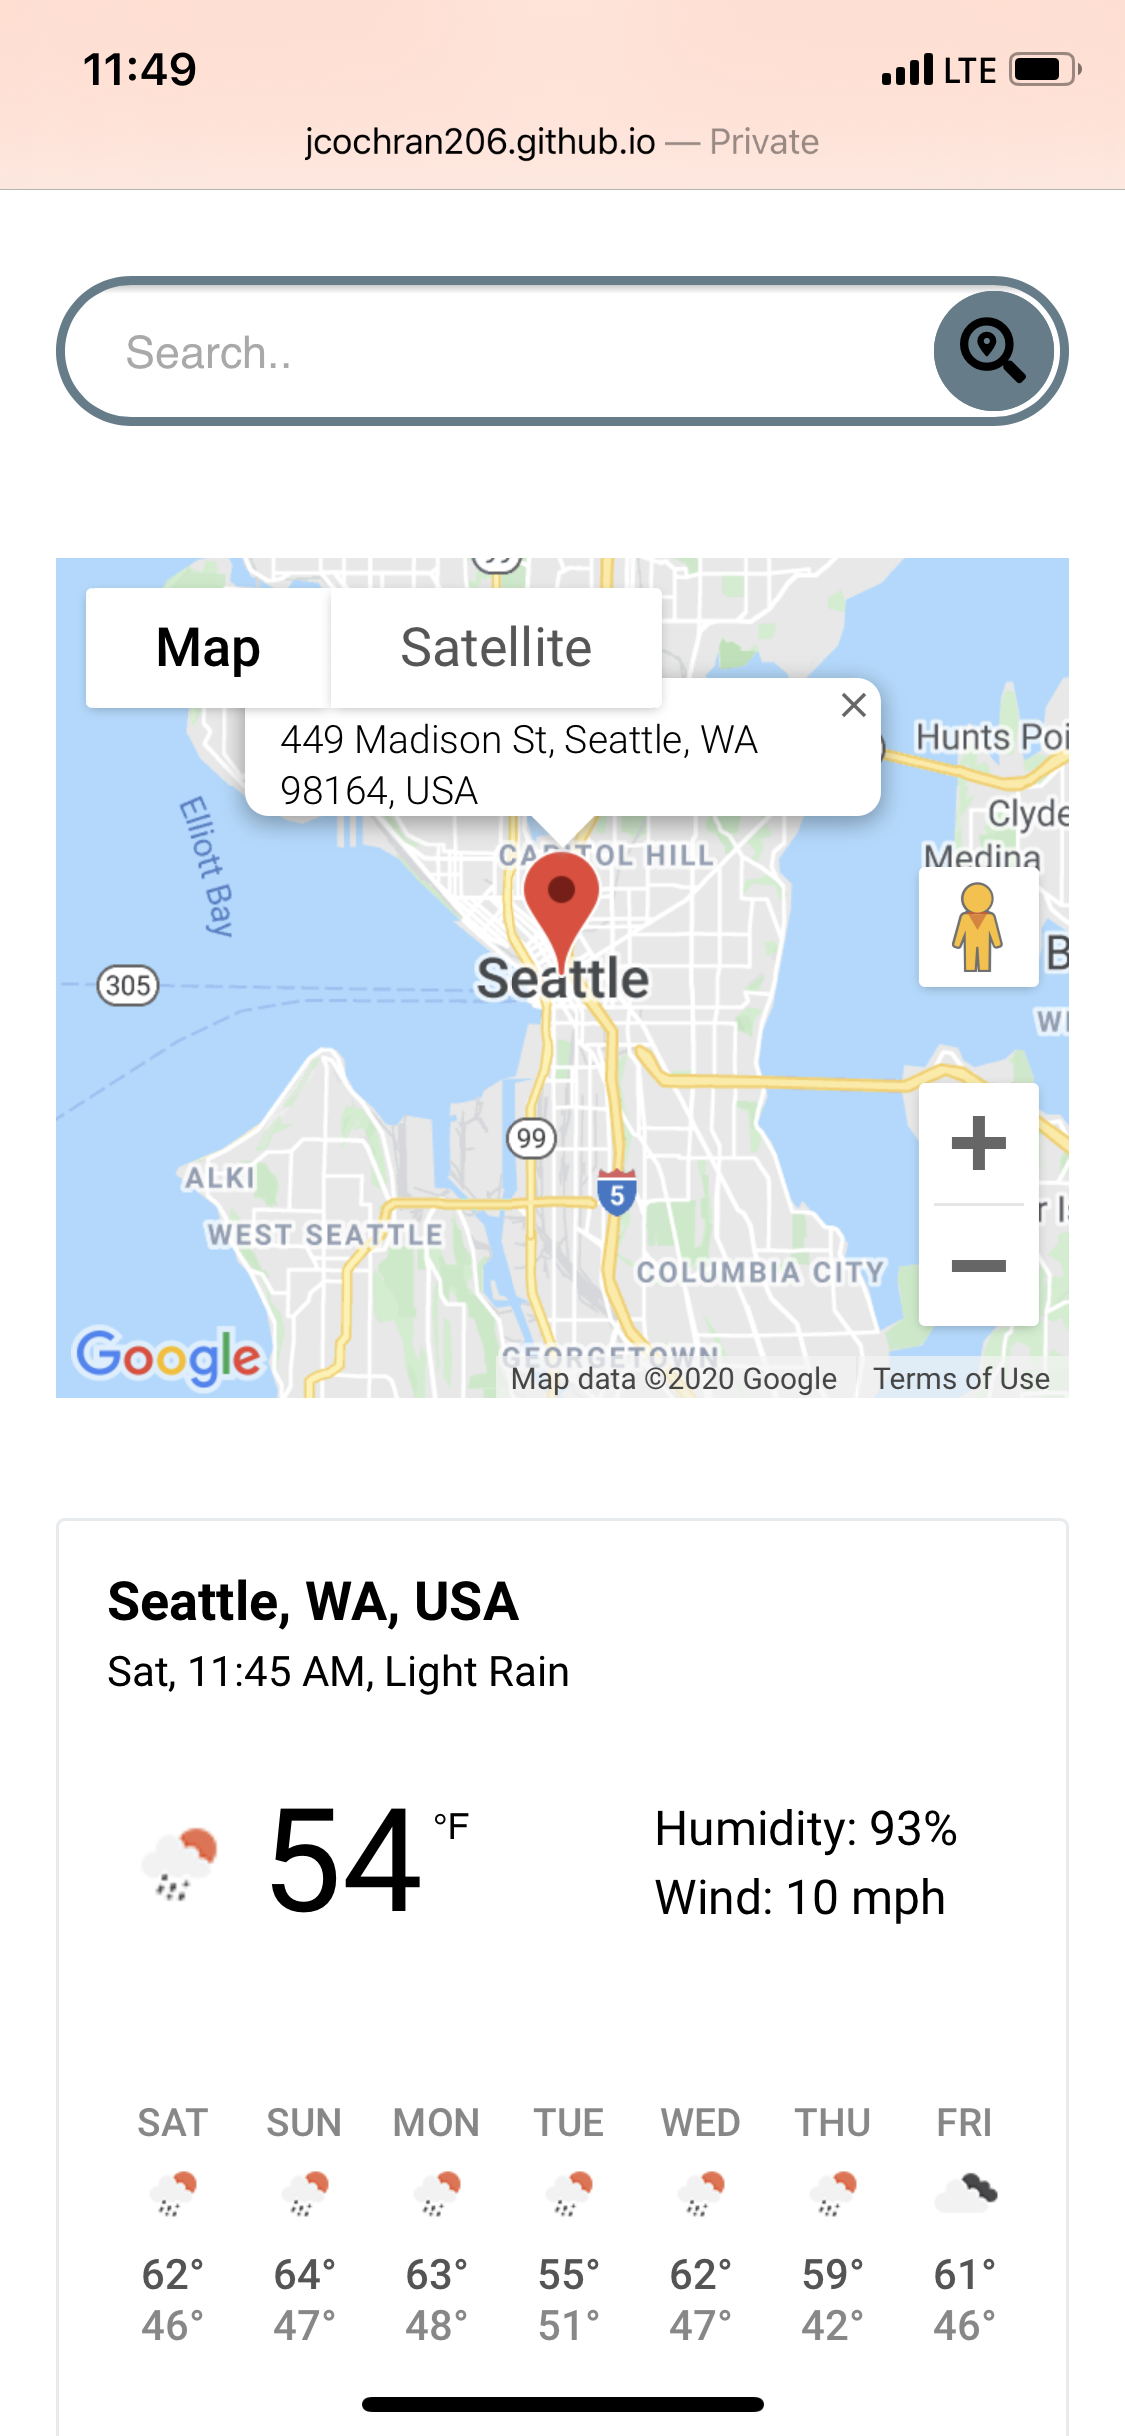 11:49 LTE
jcochran206.github.io — Private
Search..
Map Satellite
449 Madison St, Seattle, WA
98164, USA
Hunts Poi
Clyde
Medina
Elliott Bay
CAPITOL HILL
B
Seattle
305
WI
99
5
ALKI
r Is
WEST SEATTLE
COLUMBIA CITY
GEORGETOWN
Google
Map data ©2020 Google Terms of Use
Seattle, WA, USA
Sat, 11:45 AM, Light Rain
54 °F
Humidity: 93%
Wind: 10 mph
SAT SUN MON TUE WED THU FRI
62° 64° 63° 55° 62° 59° 61°
46° 47° 48° 51° 47° 42° 46°